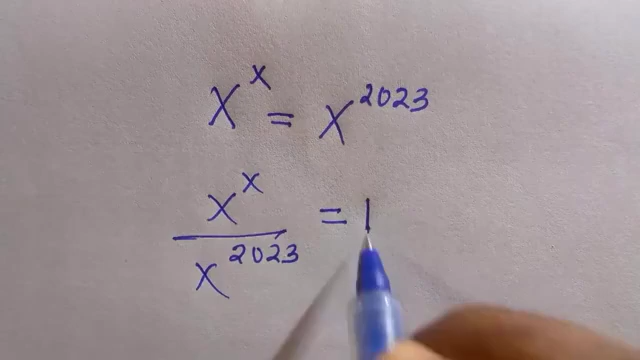 x^x = x^2023
x^x / x^2023 = 1